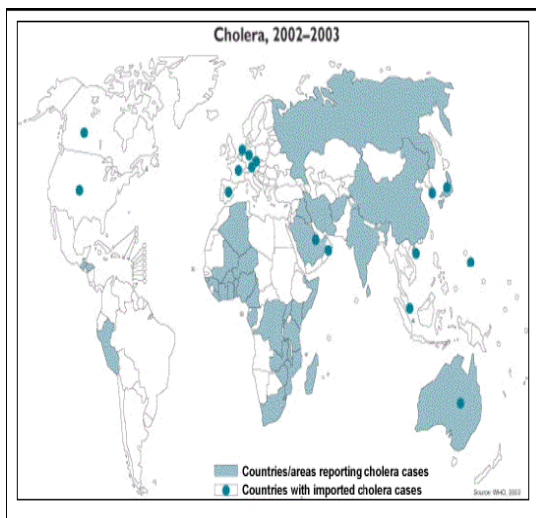 Cholera, 2002–2003
Countries/areas reporting cholera cases
Countries with imported cholera cases
Source: WHO, 2003